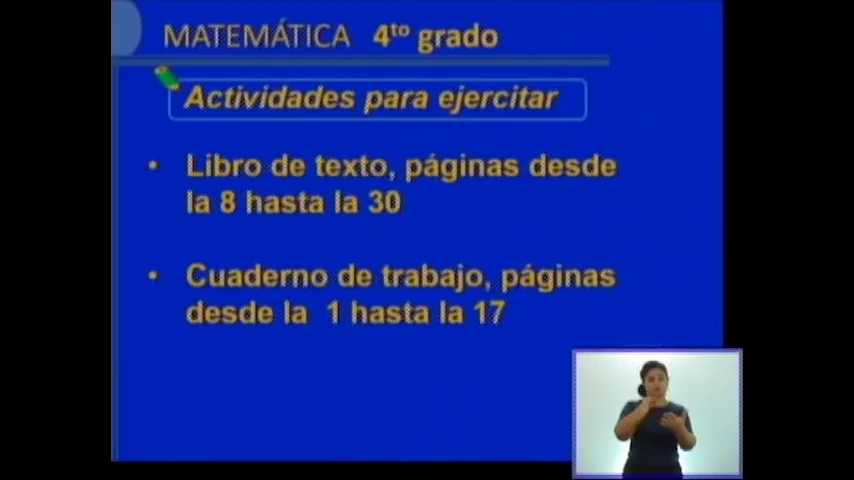 MATEMÁTICA 4to grado
Actividades para ejercitar
• Libro de texto, páginas desde
la 8 hasta la 30
• Cuaderno de trabajo, páginas
desde la 1 hasta la 17